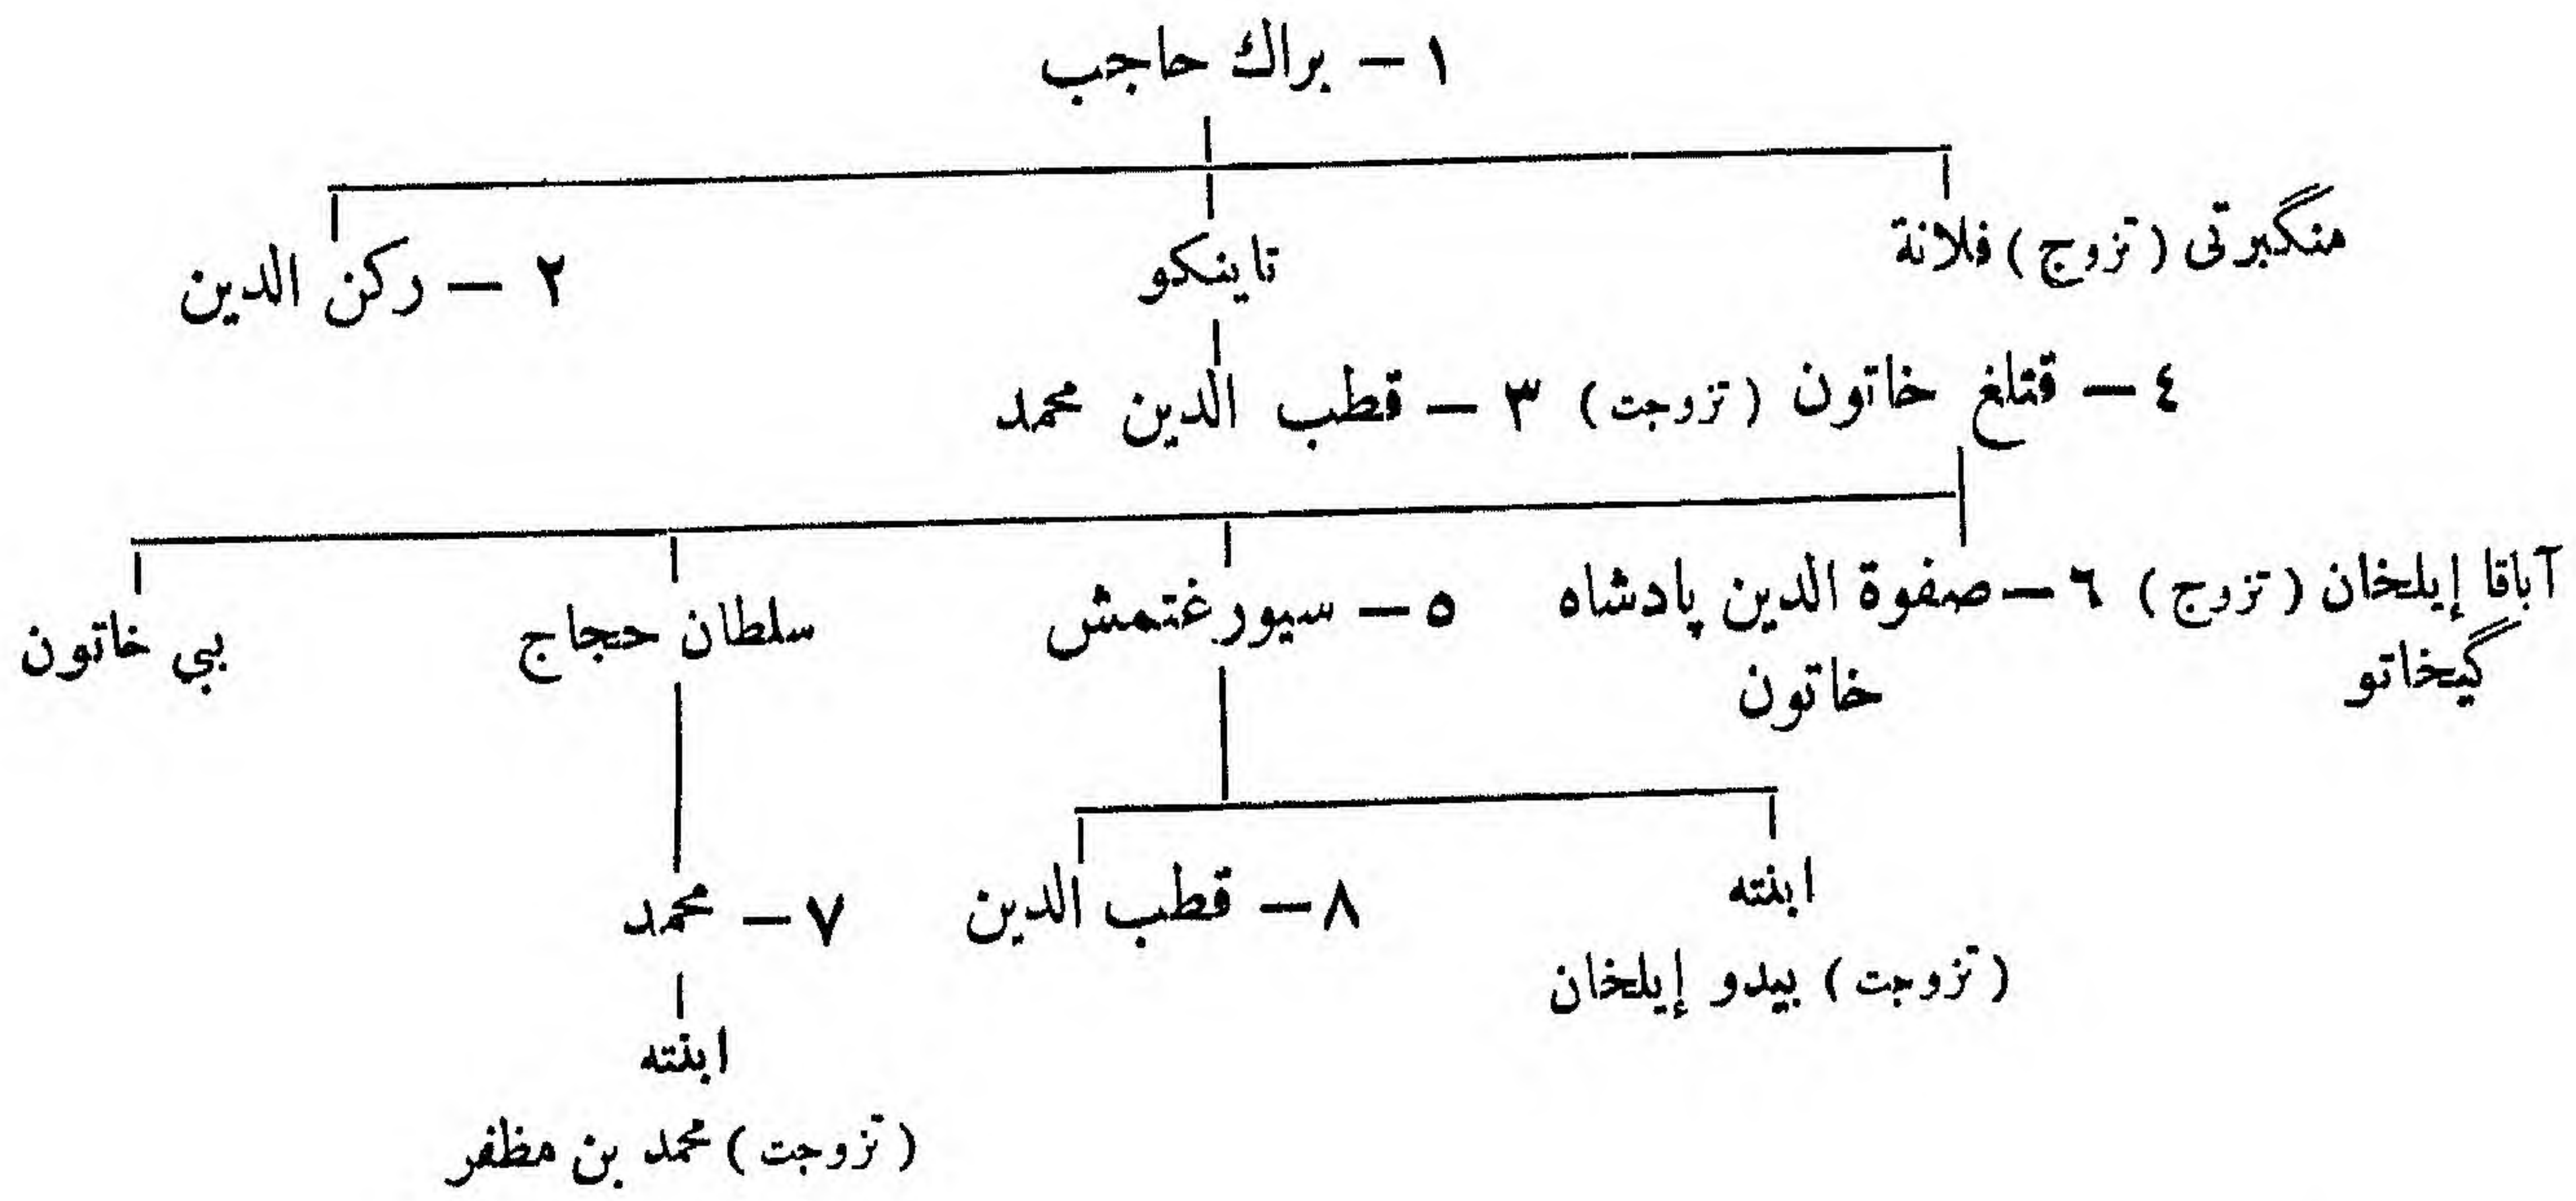 ١ – براك حاجب
منگبرتى (تزوج) فلانة
تاينكو
٢ – ركن الدين
٤ – قتلغ خاتون (تزوجت) ٣ – قطب الدين محمد
آباقا إيلخان (تزوج) ٦ – صفوة الدين پادشاه
گيخاتو
خاتون
٥ – سيورغتمش
سلطان حجاج
بي خاتون
ابنته
(تزوجت) بيدو إيلخان
٨ – قطب الدين
٧ – محمد
ابنته
(تزوجت) محمد بن مظفر